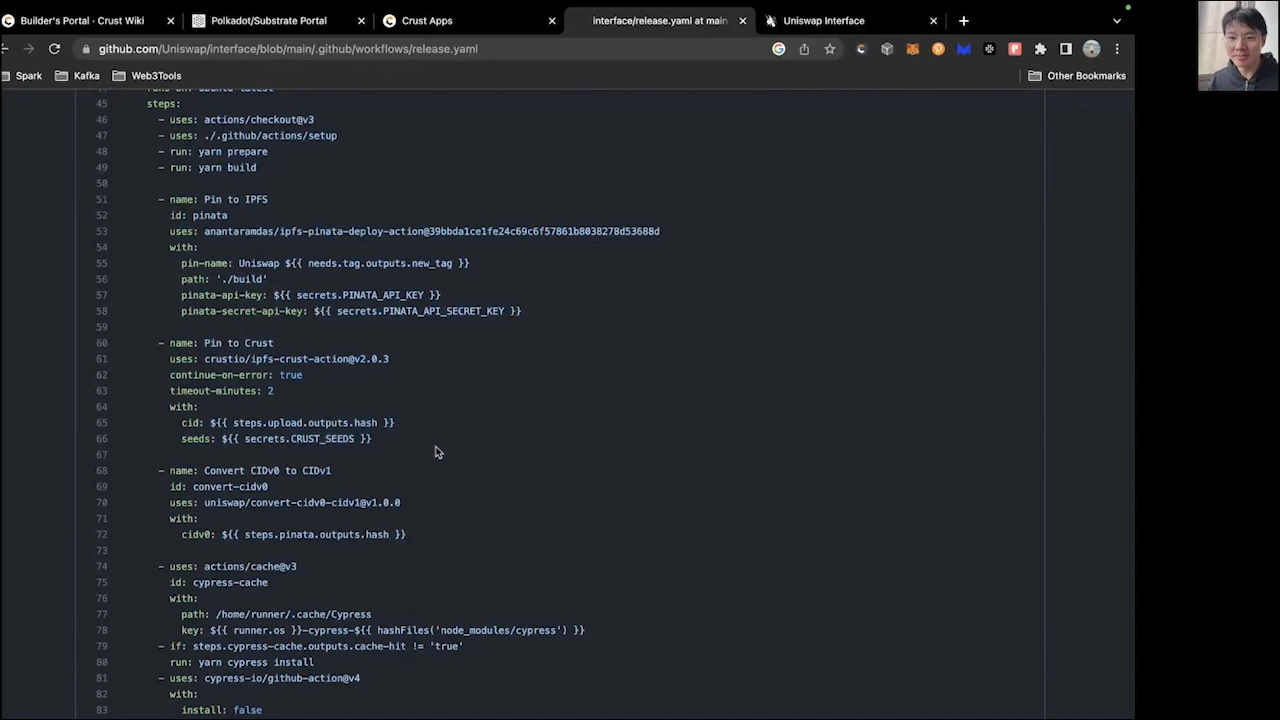 Builder's Portal - Crust Wiki
Polkadot/Substrate Portal
Crust Apps
interface/release.yaml at main
Uniswap Interface
github.com/Uniswap/interface/blob/main/.github/workflows/release.yaml
Spark
Kafka
Web3Tools
Other Bookmarks
44 runs-on: ubuntu-latest
45 steps:
46 - uses: actions/checkout@v3
47 - uses: ./.github/actions/setup
48 - run: yarn prepare
49 - run: yarn build
50
51 - name: Pin to IPFS
52 id: pinata
53 uses: anantaramdas/ipfs-pinata-deploy-action@39bbda1ce1fe24c69c6f57861b8038278d53688d
54 with:
55 pin-name: Uniswap ${{ needs.tag.outputs.new_tag }}
56 path: './build'
57 pinata-api-key: ${{ secrets.PINATA_API_KEY }}
58 pinata-secret-api-key: ${{ secrets.PINATA_API_SECRET_KEY }}
59
60 - name: Pin to Crust
61 uses: crustio/ipfs-crust-action@v2.0.3
62 continue-on-error: true
63 timeout-minutes: 2
64 with:
65 cid: ${{ steps.upload.outputs.hash }}
66 seeds: ${{ secrets.CRUST_SEEDS }}
67
68 - name: Convert CIDv0 to CIDv1
69 id: convert-cidv0
70 uses: uniswap/convert-cidv0-cidv1@v1.0.0
71 with:
72 cidv0: ${{ steps.pinata.outputs.hash }}
73
74 - uses: actions/cache@v3
75 id: cypress-cache
76 with:
77 path: /home/runner/.cache/Cypress
78 key: ${{ runner.os }}-cypress-${{ hashFiles('node_modules/cypress') }}
79 - if: steps.cypress-cache.outputs.cache-hit != 'true'
80 run: yarn cypress install
81 - uses: cypress-io/github-action@v4
82 with:
83 install: false